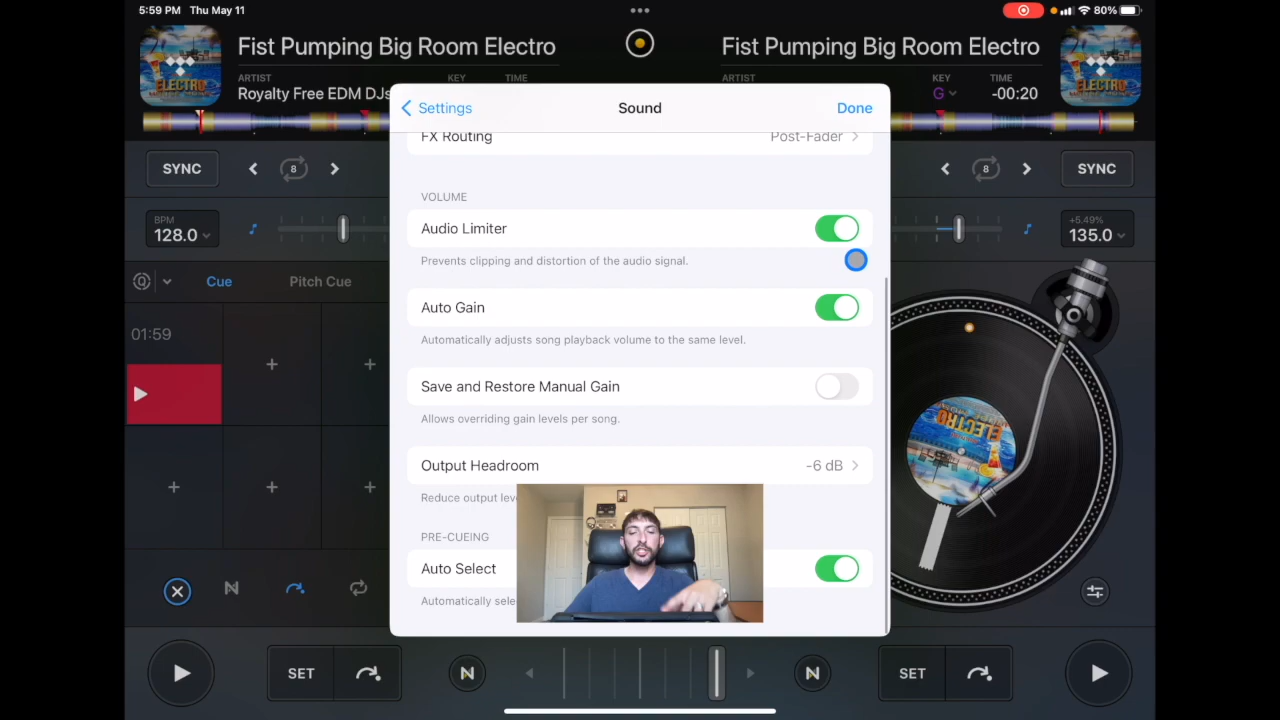 5:59 PM Thu May 11
80%
Fist Pumping Big Room Electro
Fist Pumping Big Room Electro
ARTIST KEY TIME
ARTIST KEY TIME
Royalty Free EDM DJs
G -00:20
ELECTRO
ELECTRO
Settings Sound Done
FX Routing Post-Fader
SYNC 8
8 SYNC
VOLUME
Audio Limiter
BPM
128.0
+5.49%
135.0
Prevents clipping and distortion of the audio signal.
Q Cue Pitch Cue
Auto Gain
01:59
Automatically adjusts song playback volume to the same level.
Save and Restore Manual Gain
Allows overriding gain levels per song.
ELECTRO
Output Headroom -6 dB
Reduce output leve
PRE-CUEING
Auto Select
Automatically sele
SET N
N SET